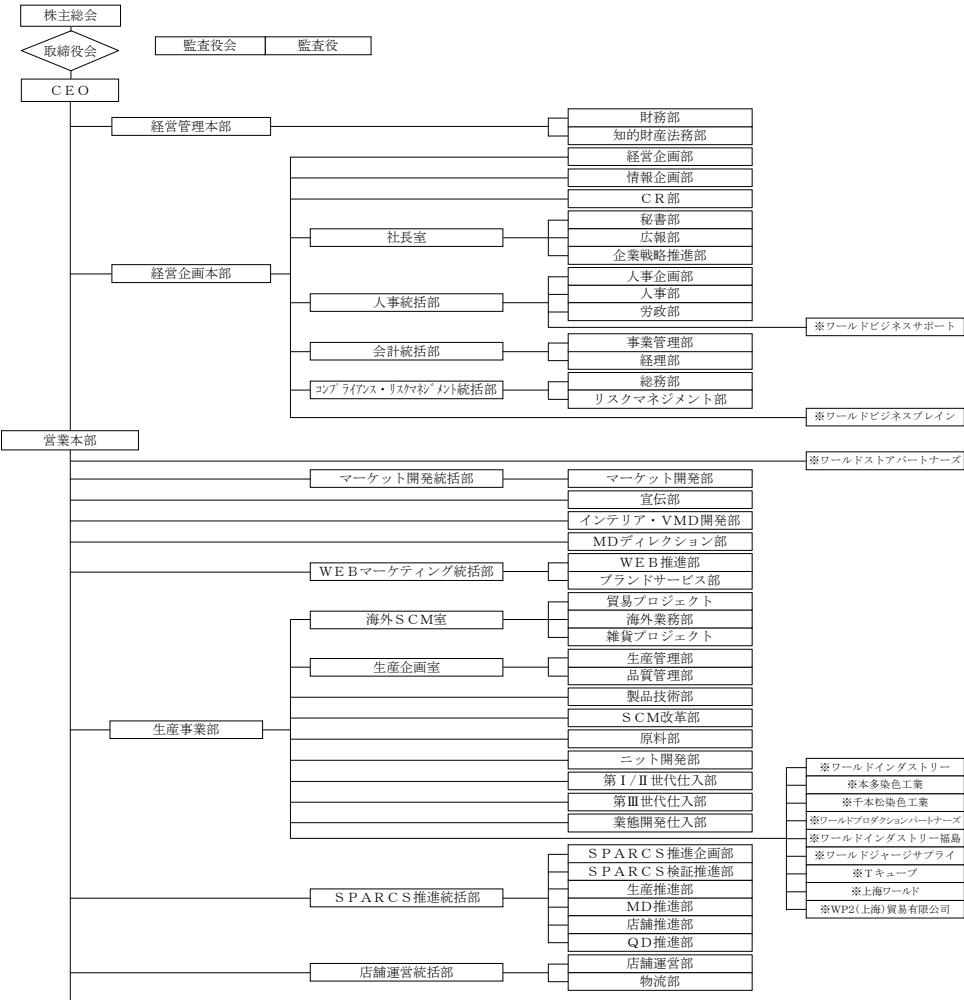 株主総会
取締役会
監査役会 監査役
ＣＥＯ
経営管理本部
財務部
知的財産法務部
経営企画部
情報企画部
ＣＲ部
秘書部
社長室
広報部
企業戦略推進部
経営企画本部
人事企画部
人事統括部
人事部
労政部
※ワールドビジネスサポート
事業管理部
会計統括部
経理部
総務部
ｺﾝﾌﾟﾗｲｱﾝｽ・ﾘｽｸﾏﾈｼﾞﾒﾝﾄ統括部
リスクマネジメント部
※ワールドビジネスブレイン
営業本部
※ワールドストアパートナーズ
マーケット開発統括部
マーケット開発部
宣伝部
インテリア・ＶＭＤ開発部
ＭＤディレクション部
ＷＥＢ推進部
ＷＥＢマーケティング統括部
ブランドサービス部
貿易プロジェクト
海外ＳＣＭ室
海外業務部
雑貨プロジェクト
生産管理部
生産企画室
品質管理部
製品技術部
ＳＣＭ改革部
生産事業部
原料部
ニット開発部
※ワールドインダストリー
第Ⅰ/Ⅱ世代仕入部
※本多染色工業
第Ⅲ世代仕入部
※千本松染色工業
業態開発仕入部
※ワールドプロダクションパートナーズ
※ワールドインダストリー福島
ＳＰＡＲＣＳ推進企画部
※ワールドジャージサプライ
ＳＰＡＲＣＳ検証推進部
※Ｔキューブ
生産推進部
※上海ワールド
ＳＰＡＲＣＳ推進統括部
ＭＤ推進部
※WP2(上海)貿易有限公司
店舗推進部
ＱＤ推進部
店舗運営部
店舗運営統括部
物流部